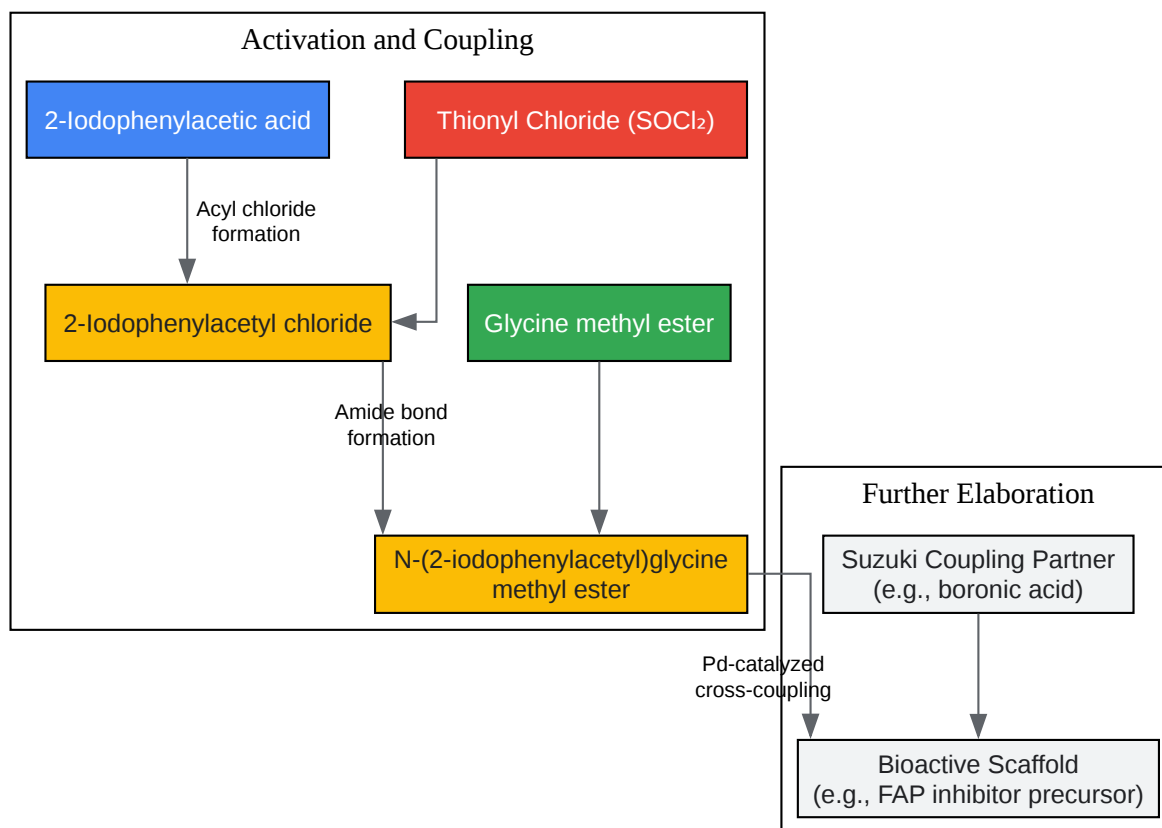 Activation and Coupling
2-Iodophenylacetic acid
Thionyl Chloride (SOCl₂)
Acyl chloride
formation
2-Iodophenylacetyl chloride
Glycine methyl ester
Amide bond
formation
N-(2-iodophenylacetyl)glycine
methyl ester
Further Elaboration
Suzuki Coupling Partner
(e.g., boronic acid)
Pd-catalyzed
cross-coupling
Bioactive Scaffold
(e.g., FAP inhibitor precursor)